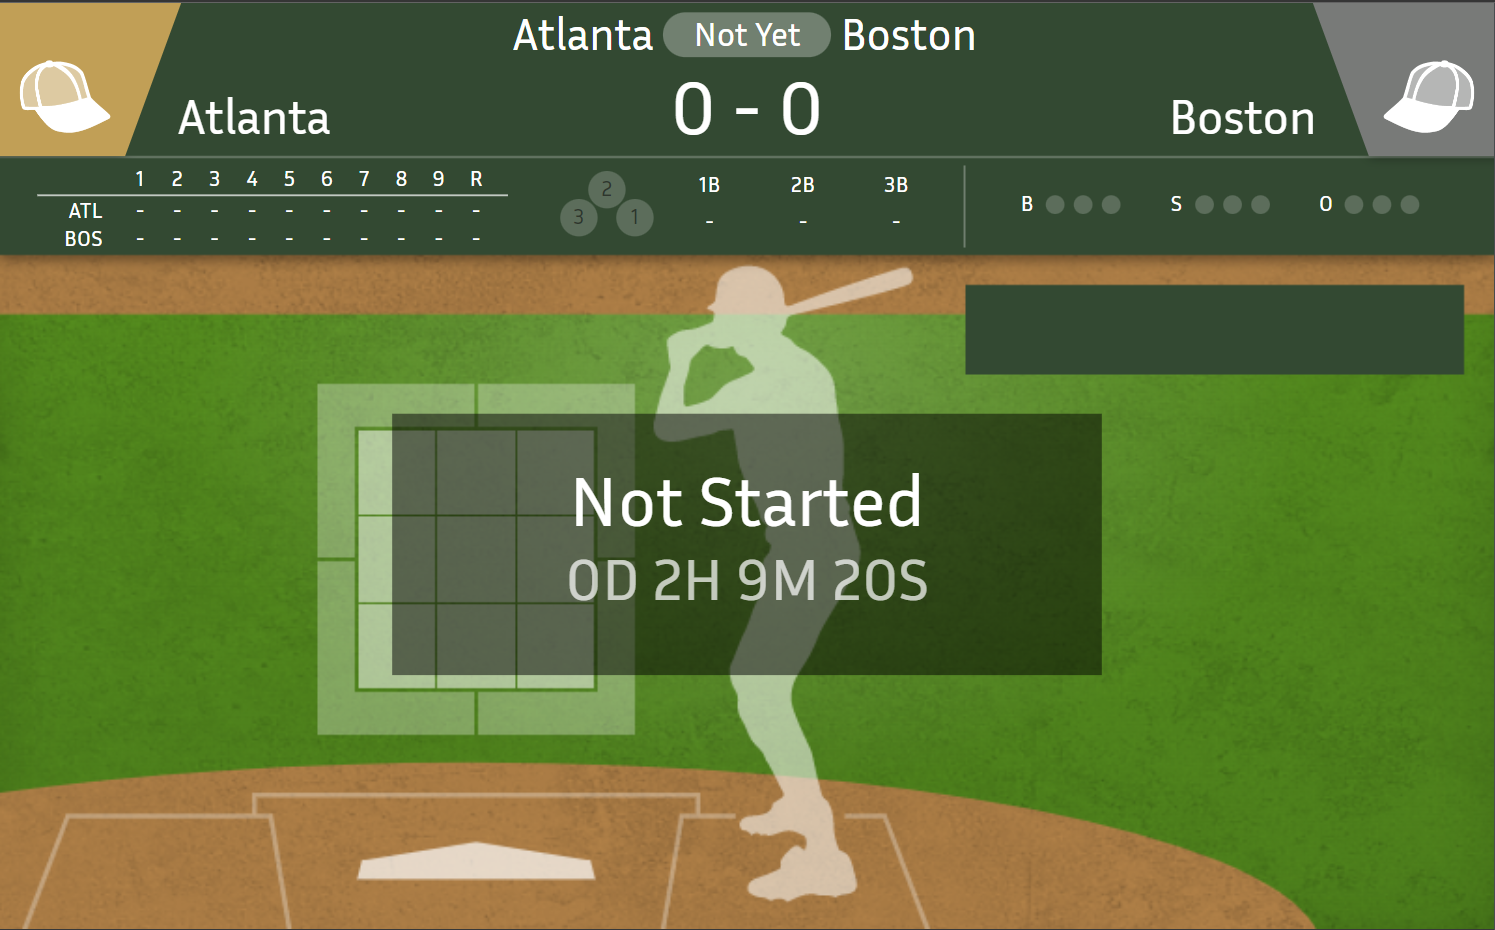 Atlanta Not Yet Boston
Atlanta 0 - 0 Boston
1 2 3 4 5 6 7 8 9 R
ATL - - - - - - - - - -
BOS - - - - - - - - - -
2
3 1
1B 2B 3B
- - -
B S O
Not Started
0D 2H 9M 20S